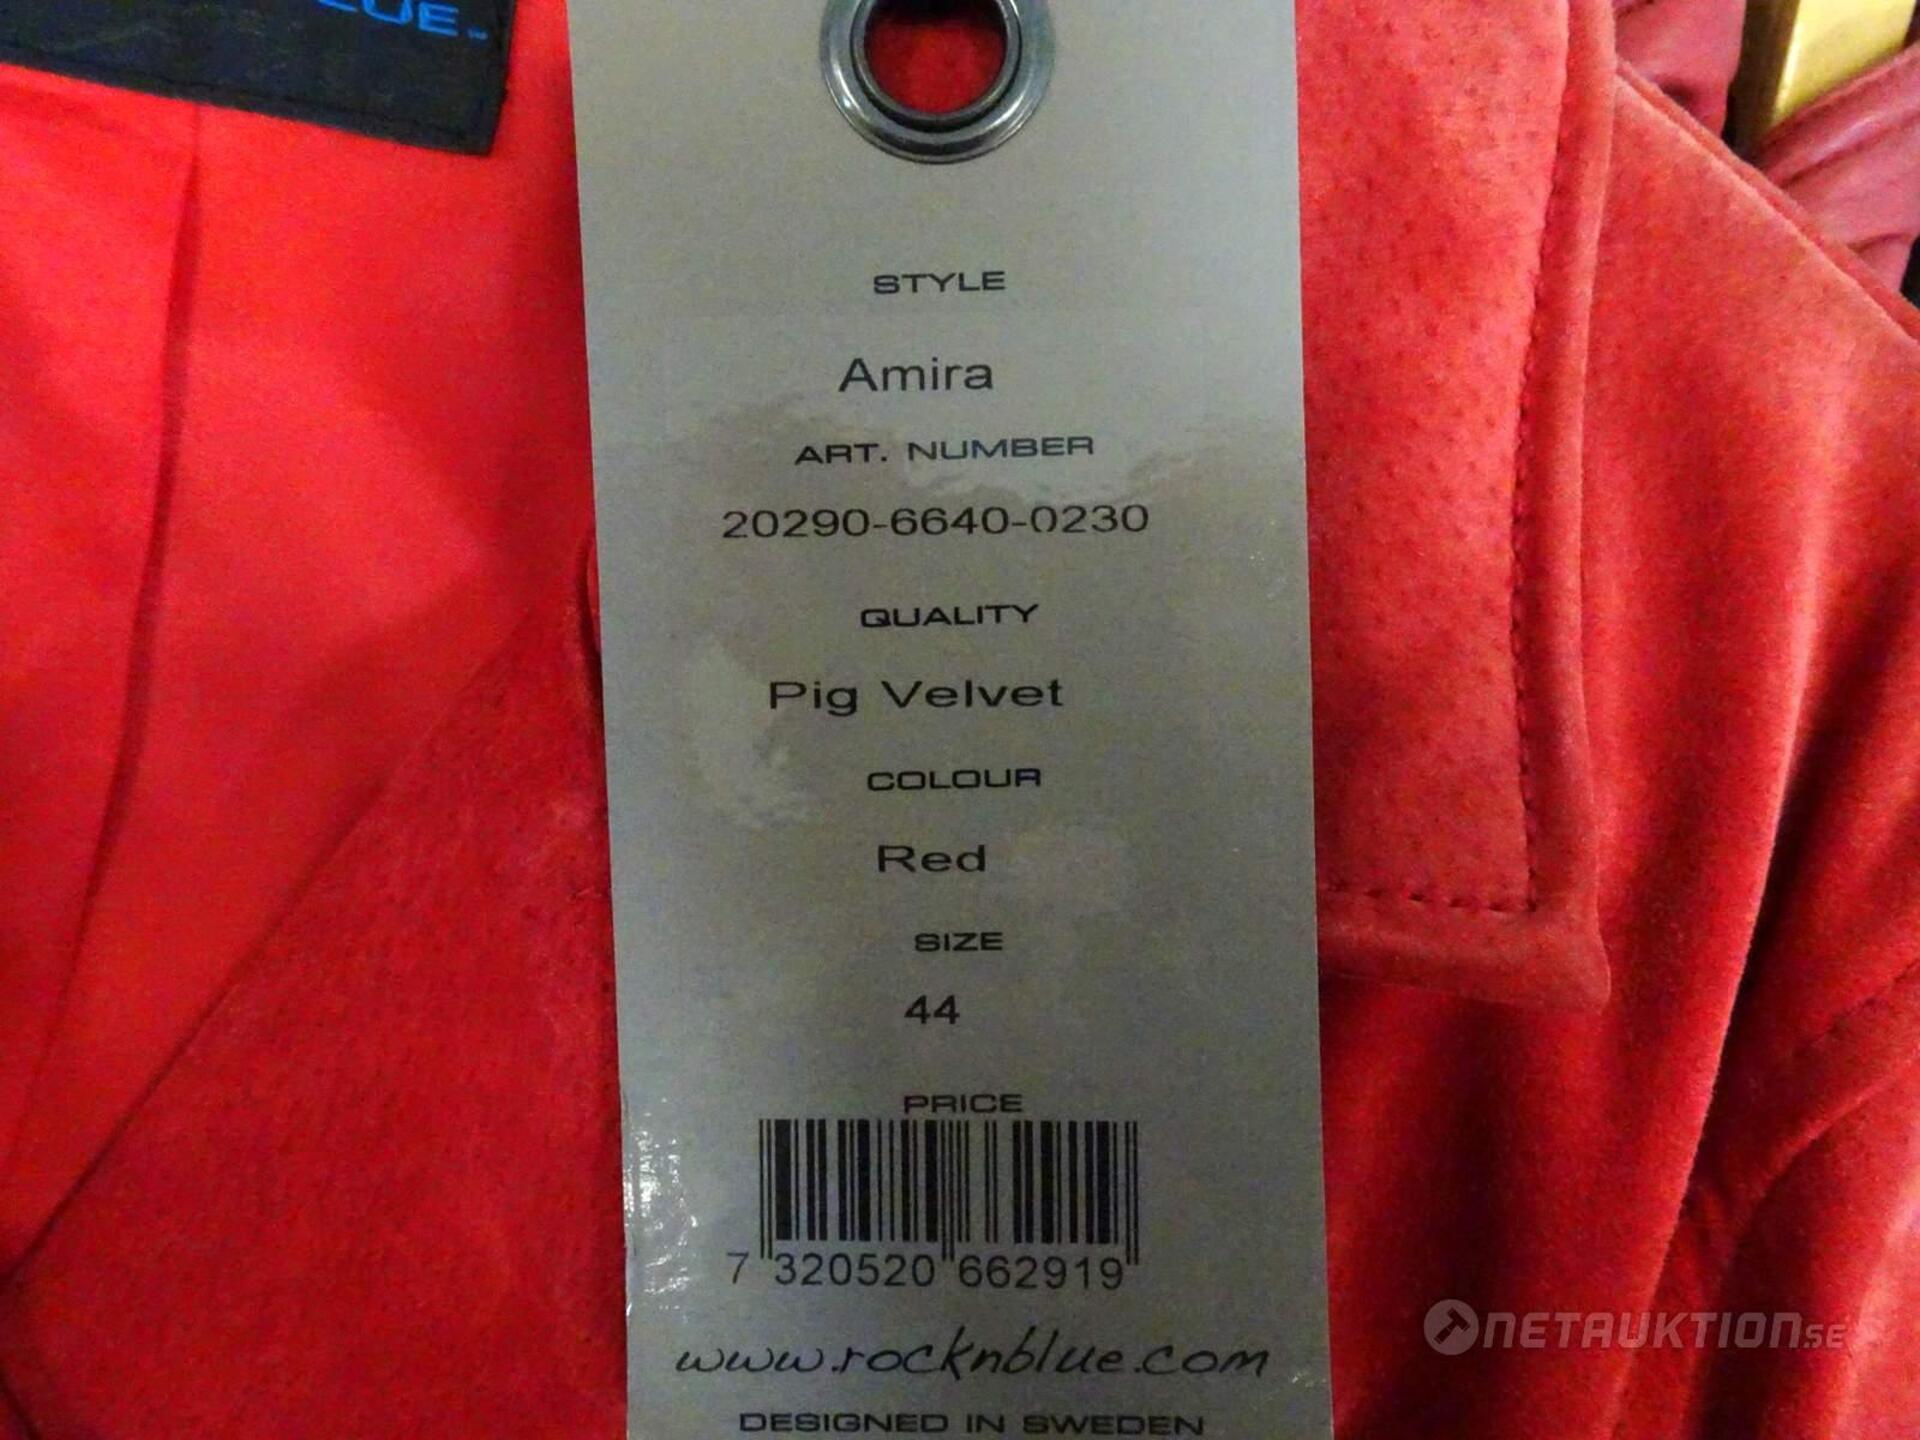 STYLE
Amira
ART. NUMBER
20290-6640-0230
QUALITY
Pig Velvet
COLOUR
Red
SIZE
44
PRICE
7 320520 662919
www.rocknblue.com
DESIGNED IN SWEDEN
NETAUKTION.SE